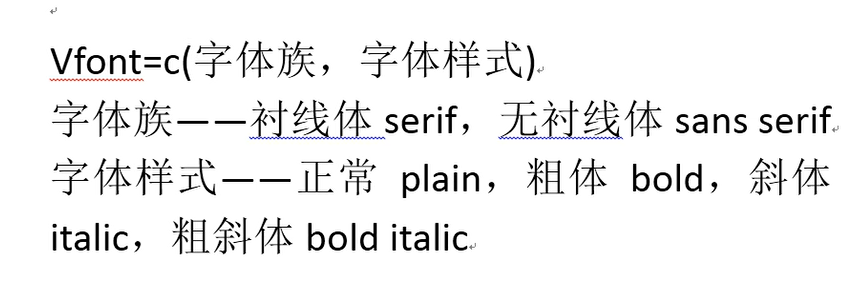 Vfont=c(字体族，字体样式)
字体族——衬线体 serif，无衬线体 sans serif
字体样式——正常 plain，粗体 bold，斜体
italic，粗斜体 bold italic